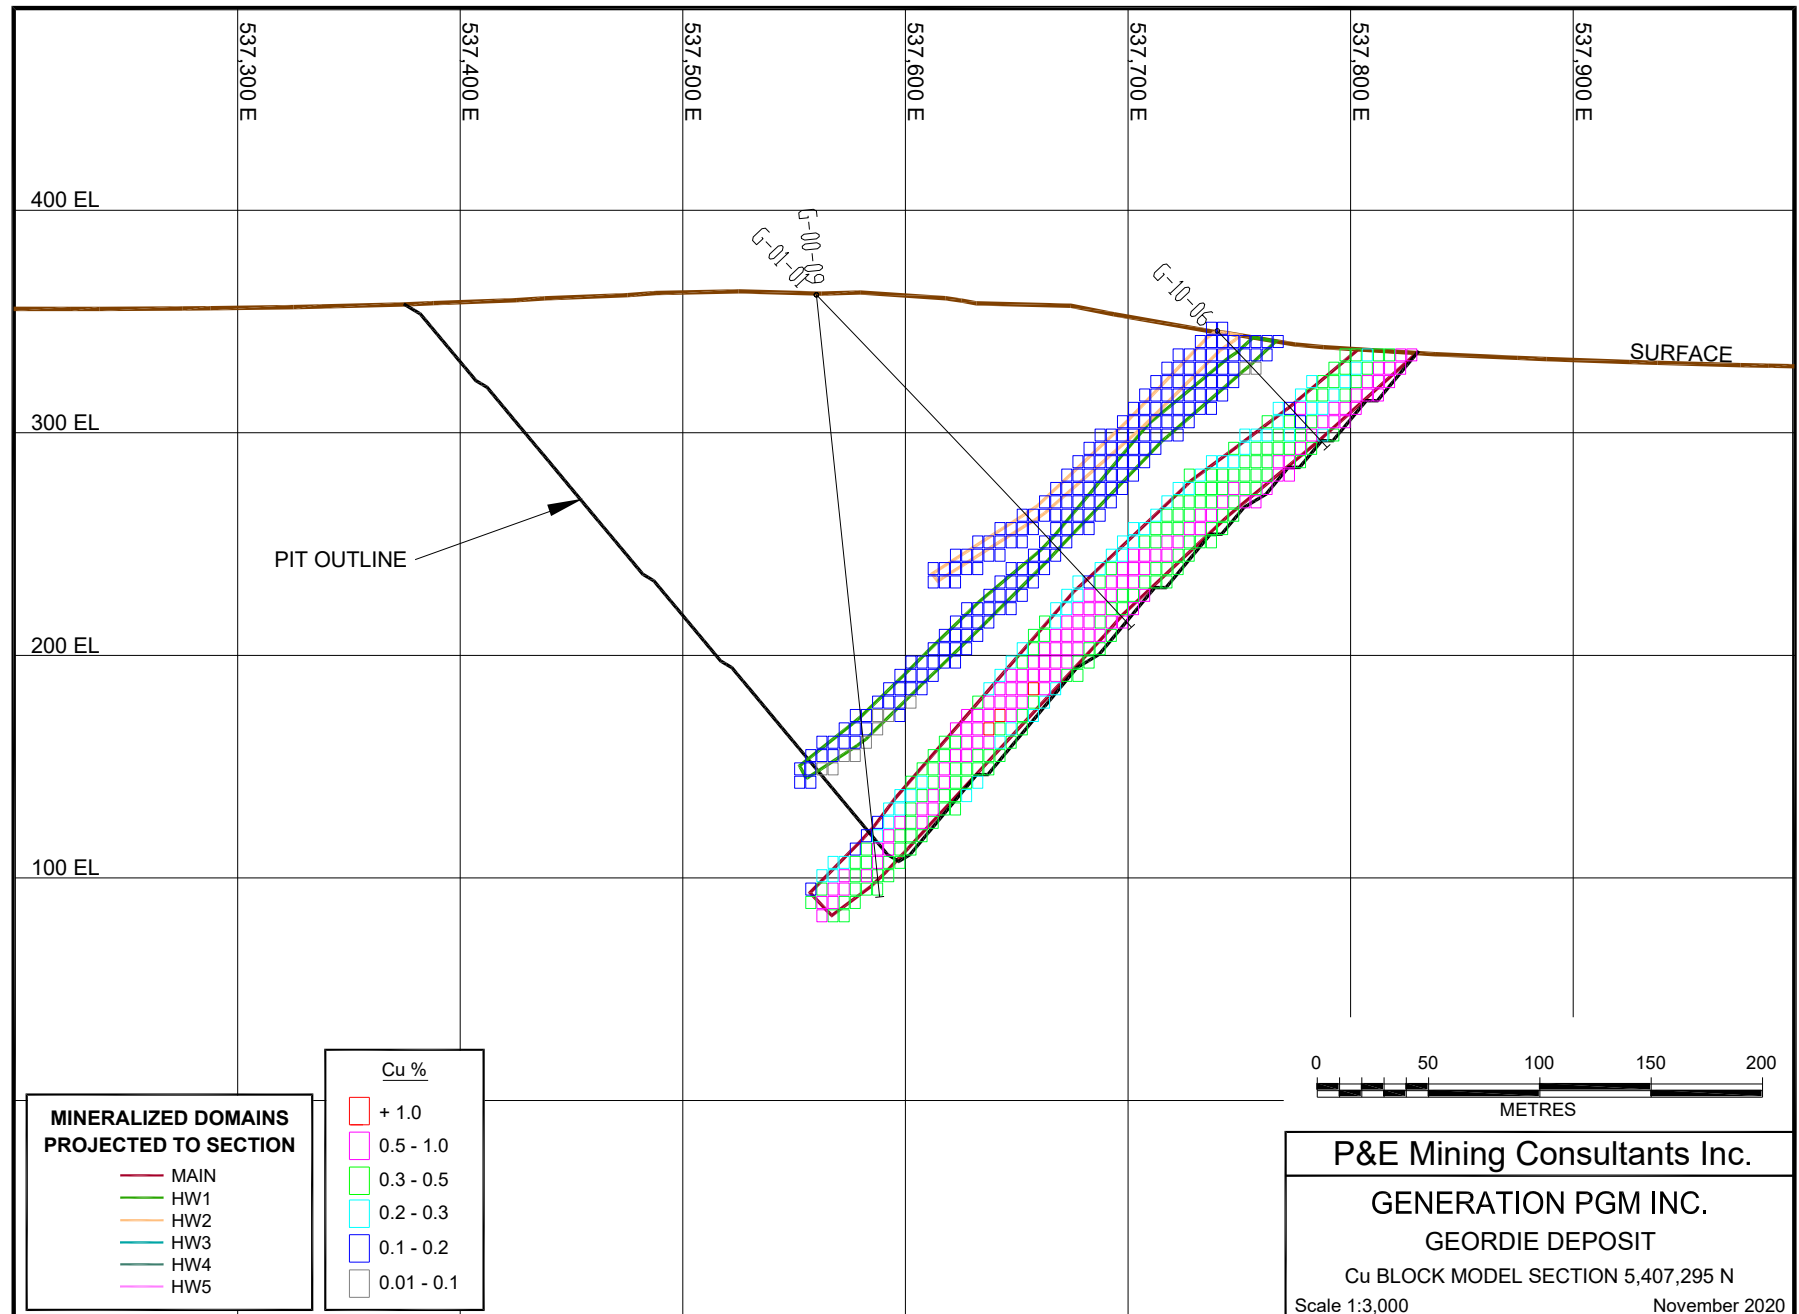 537,300 E
537,400 E
537,500 E
537,600 E
537,700 E
537,800 E
537,900 E
400 EL
300 EL
200 EL
100 EL
G-00-09
G-01-01
G-10-06
SURFACE
PIT OUTLINE
MINERALIZED DOMAINS
PROJECTED TO SECTION
MAIN
HW1
HW2
HW3
HW4
HW5
Cu %
+ 1.0
0.5 - 1.0
0.3 - 0.5
0.2 - 0.3
0.1 - 0.2
0.01 - 0.1
0 50 100 150 200
METRES
P&E Mining Consultants Inc.
GENERATION PGM INC.
GEORDIE DEPOSIT
Cu BLOCK MODEL SECTION 5,407,295 N
Scale 1:3,000 November 2020